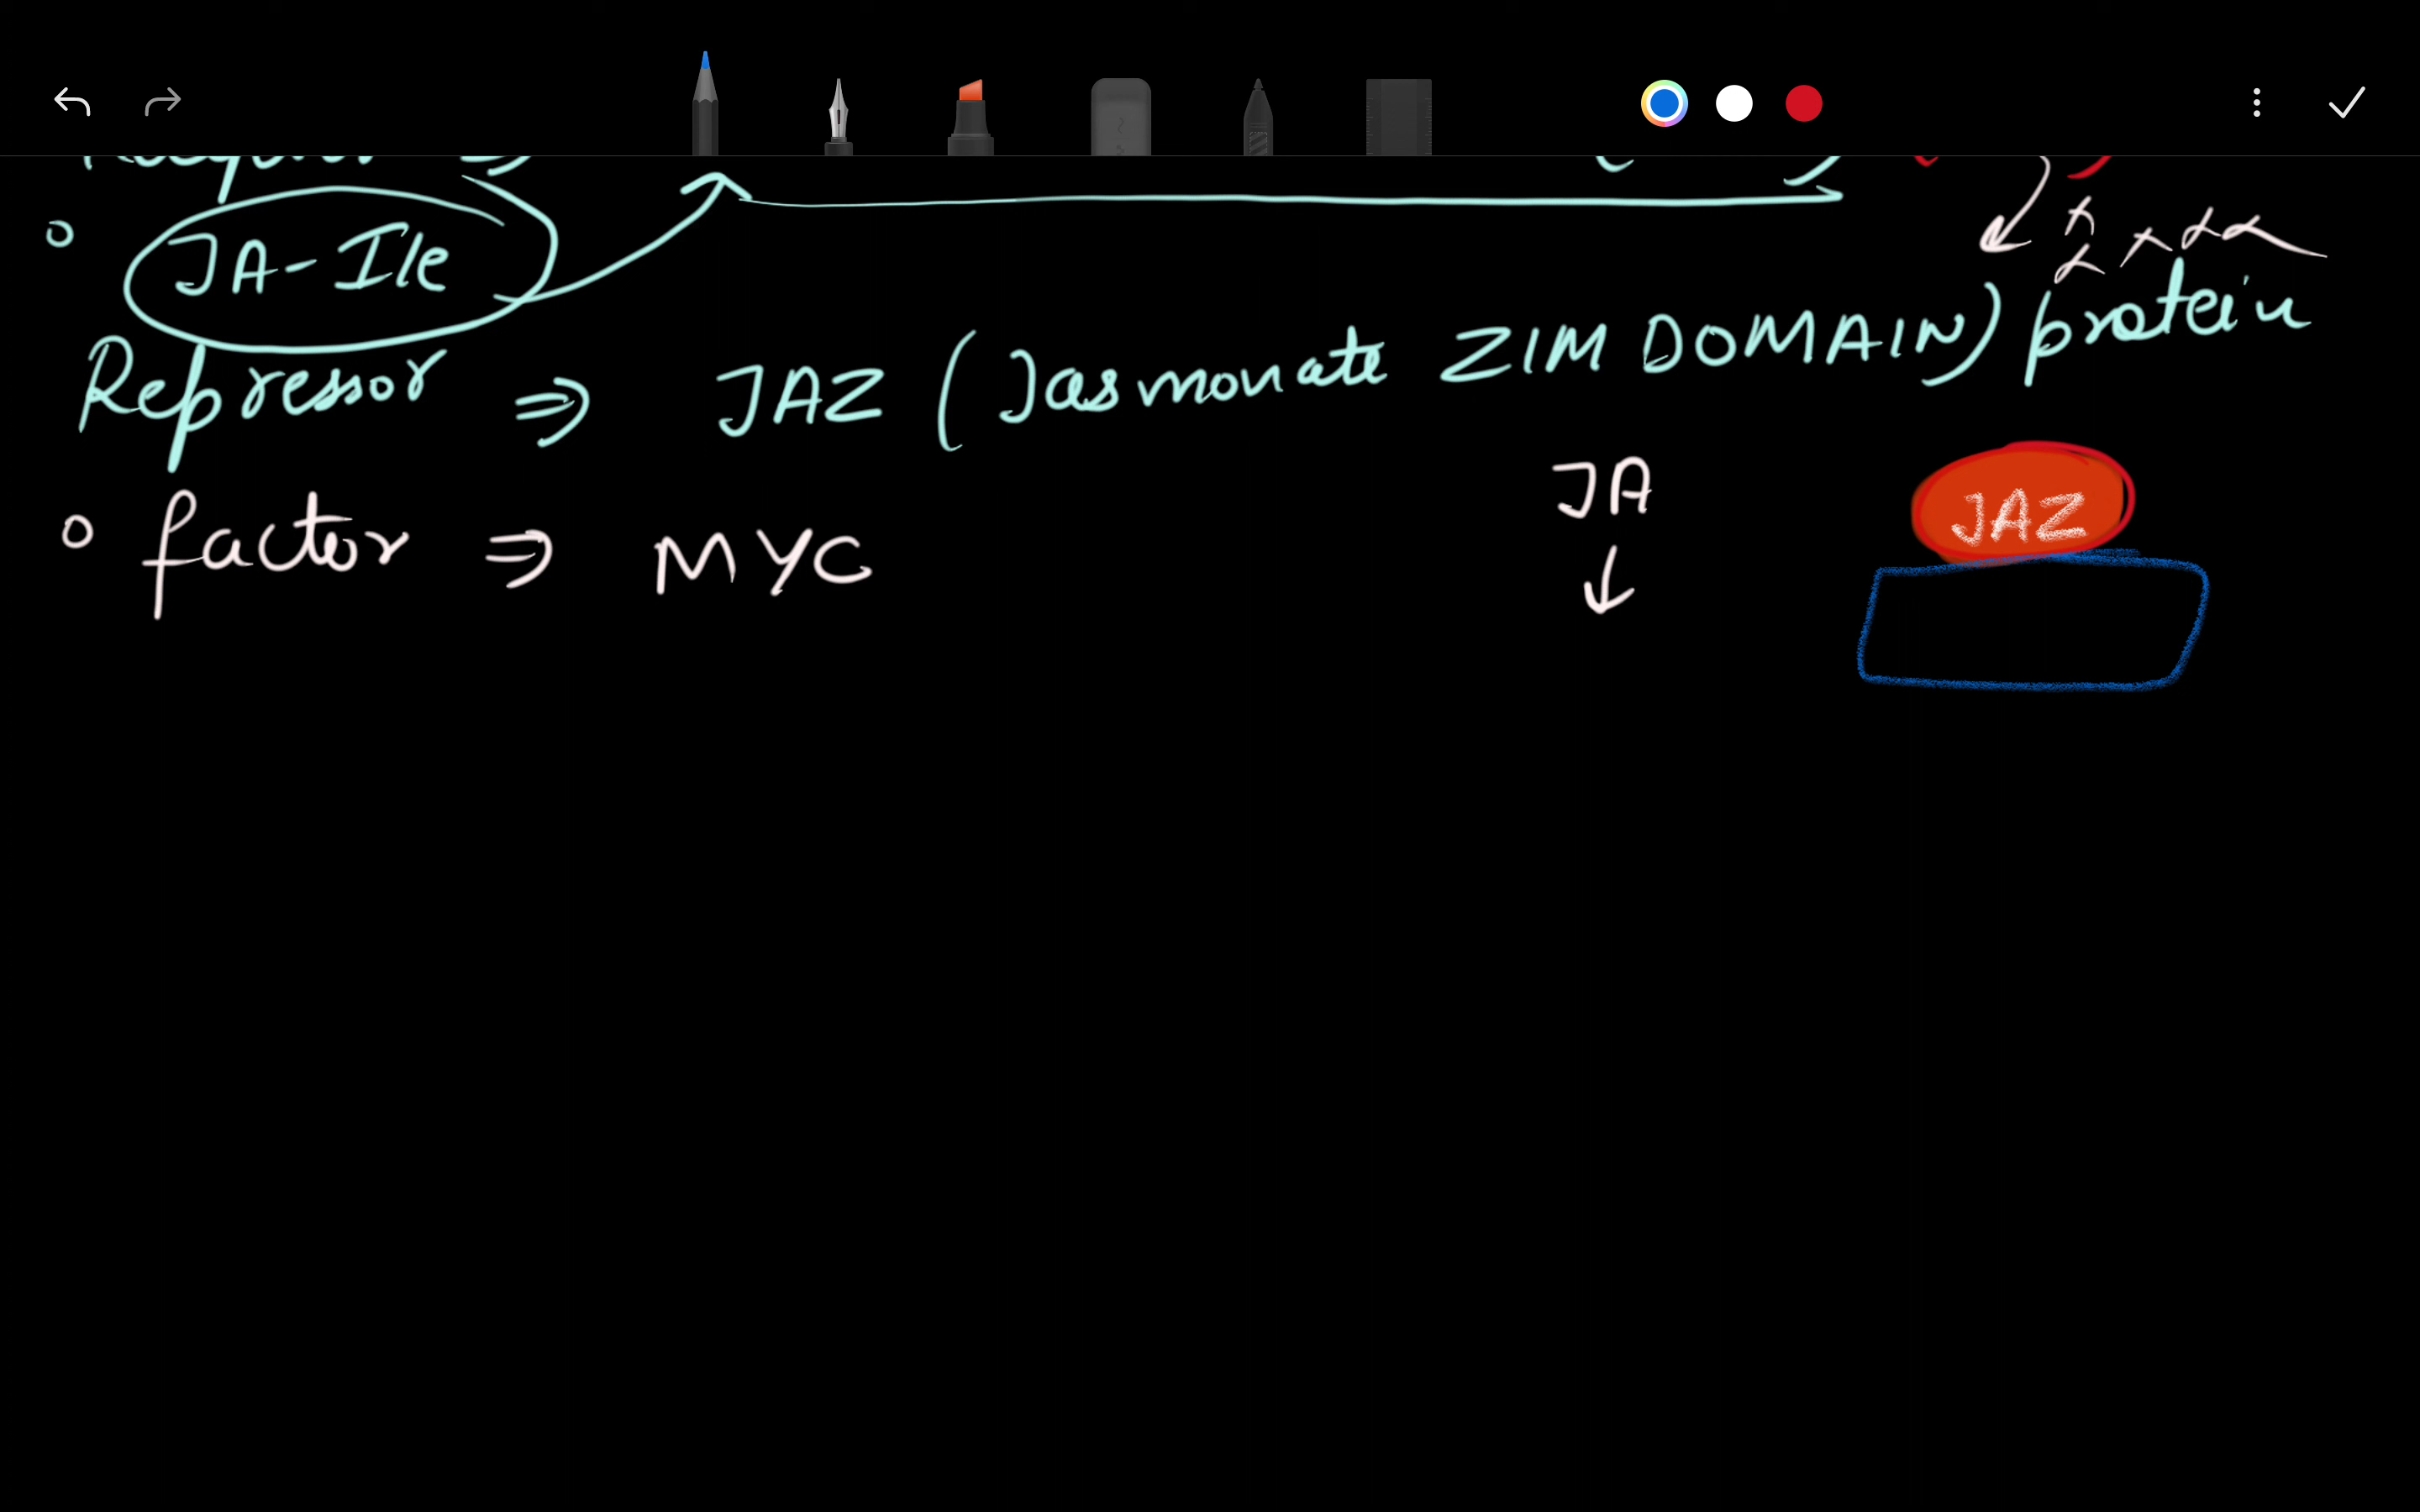 JA-Ile
Repressor ⇒ JAZ (Jasmonate ZIM DOMAIN) protein
JA
JAZ
factor ⇒ MYC